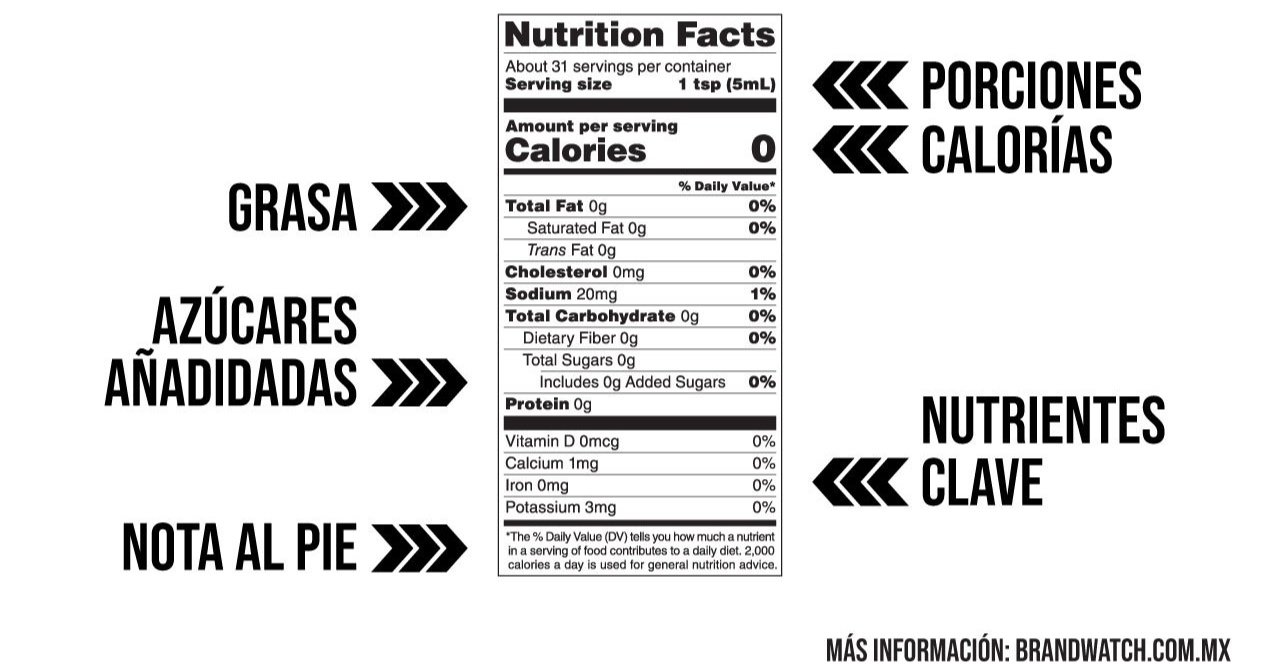 Nutrition Facts
About 31 servings per container
Serving size 1 tsp (5mL)
Amount per serving
Calories 0
% Daily Value*
Total Fat 0g 0%
Saturated Fat 0g 0%
Trans Fat 0g
Cholesterol 0mg 0%
Sodium 20mg 1%
Total Carbohydrate 0g 0%
Dietary Fiber 0g 0%
Total Sugars 0g
Includes 0g Added Sugars 0%
Protein 0g
Vitamin D 0mcg 0%
Calcium 1mg 0%
Iron 0mg 0%
Potassium 3mg 0%
*The % Daily Value (DV) tells you how much a nutrient
in a serving of food contributes to a daily diet. 2,000
calories a day is used for general nutrition advice.
GRASA
AZÚCARES
AÑADIDADAS
NOTA AL PIE
PORCIONES
CALORÍAS
NUTRIENTES
CLAVE
MÁS INFORMACIÓN: BRANDWATCH.COM.MX